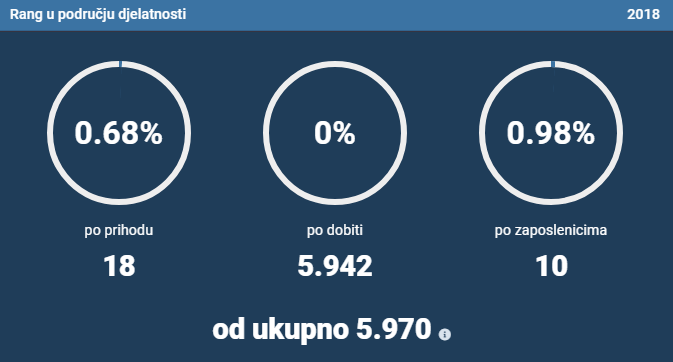 Rang u području djelatnosti 2018
0.68% 0% 0.98%
po prihodu po dobiti po zaposlenicima
18 5.942 10
od ukupno 5.970 i